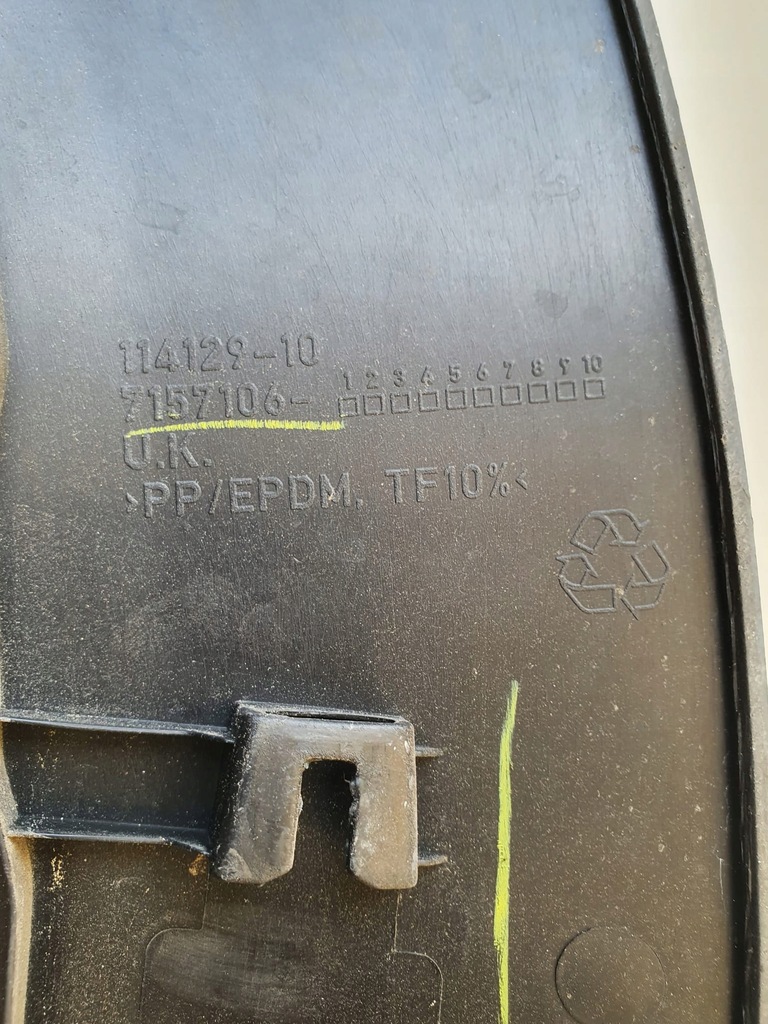 114129-10
7157106- 1 2 3 4 5 6 7 8 9 10
U.K.
>PP/EPDM. TF10%<